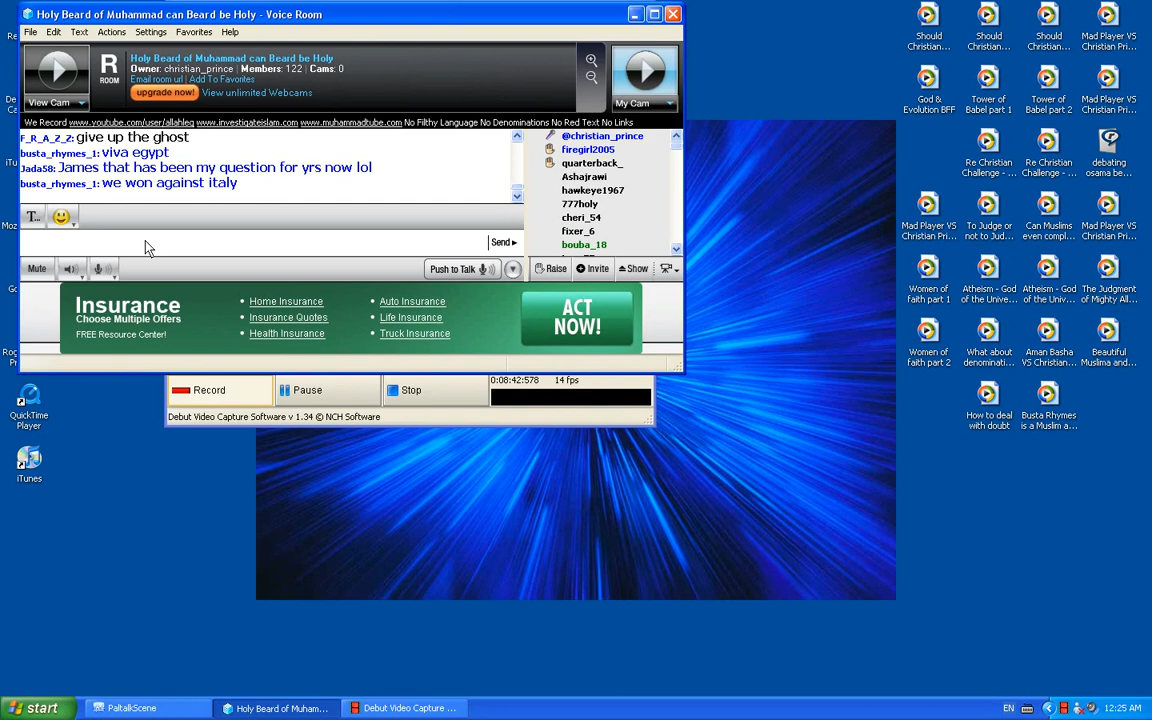 Holy Beard of Muhammad can Beard be Holy - Voice Room
File Edit Text Actions Settings Favorites Help
R
ROOM
Holy Beard of Muhammad can Beard be Holy
Owner: christian_prince | Members: 122 | Cams: 0
Email room url | Add To Favorites
upgrade now! View unlimited Webcams
View Cam
My Cam
We Record www.youtube.com/user/allahleg www.investigateislam.com www.muhammadtube.com No Filthy Language No Denominations No Red Text No Links
F_R_A_Z_Z: give up the ghost
busta_rhymes_1: viva egypt
Jada58: James that has been my question for yrs now lol
busta_rhymes_1: we won against italy
@christian_prince
firegirl2005
quarterback_
Ashajrawi
hawkeye1967
777holy
cheri_54
fixer_6
bouba_18
T...
Send
Mute
Push to Talk
Raise Invite Show
Insurance
Choose Multiple Offers
FREE Resource Center!
• Home Insurance
• Insurance Quotes
• Health Insurance
• Auto Insurance
• Life Insurance
• Truck Insurance
ACT
NOW!
Record Pause Stop
0:08:42:578 14 fps
Debut Video Capture Software v 1.34 © NCH Software
QuickTime
Player
iTunes
Should
Christian...
Should
Christian...
Should
Christian...
Mad Player VS
Christian Pri...
God &
Evolution BFF
Tower of
Babel part 1
Tower of
Babel part 2
Mad Player VS
Christian Pri...
Re Christian
Challenge - ...
Re Christian
Challenge - ...
debating
osama be...
Mad Player VS
Christian Pri...
To Judge or
not to Jud...
Can Muslims
even compl...
Mad Player VS
Christian Pri...
Women of
faith part 1
Atheism - God
of the Unive...
Atheism - God
of the Univ...
The Judgment
of Mighty All...
Women of
faith part 2
What about
denominati...
Aman Basha
VS Christian...
Beautiful
Muslima and...
How to deal
with doubt
Busta Rhymes
is a Muslim a...
start
PaltalkScene
Holy Beard of Muham...
Debut Video Capture ...
EN
12:25 AM